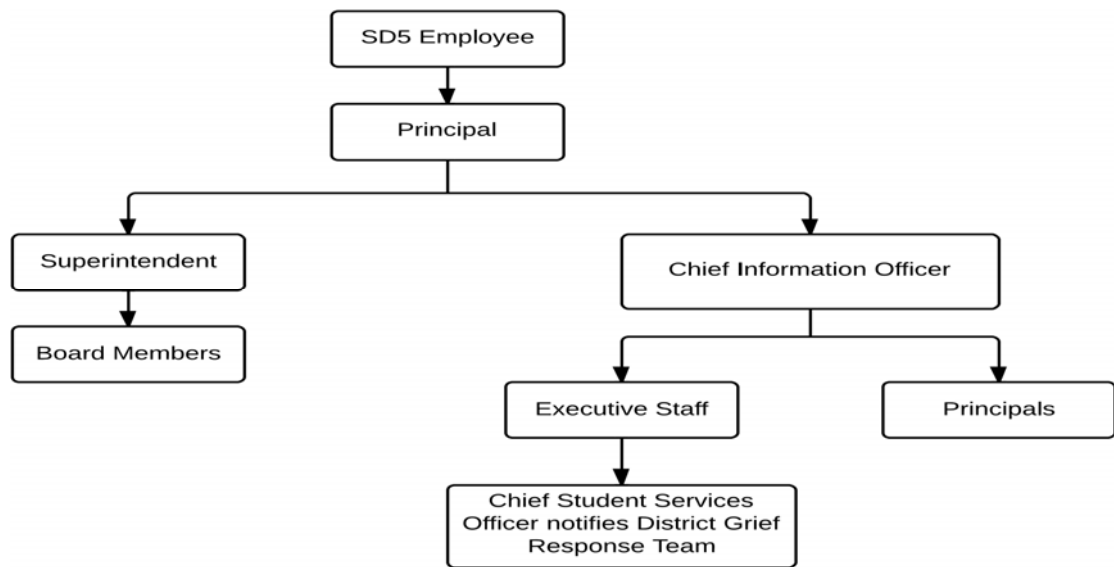 SD5 Employee
Principal
Superintendent
Chief Information Officer
Board Members
Executive Staff
Principals
Chief Student Services
Officer notifies District Grief
Response Team